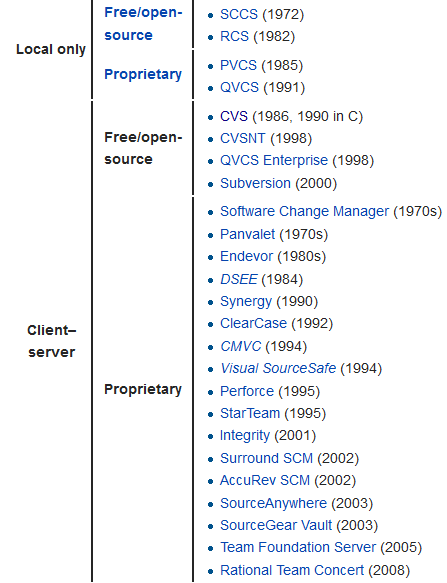 Local only
Free/open-
source
SCCS (1972)
RCS (1982)
Proprietary
PVCS (1985)
QVCS (1991)
Client–
server
Free/open-
source
CVS (1986, 1990 in C)
CVSNT (1998)
QVCS Enterprise (1998)
Subversion (2000)
Proprietary
Software Change Manager (1970s)
Panvalet (1970s)
Endevor (1980s)
DSEE (1984)
Synergy (1990)
ClearCase (1992)
CMVC (1994)
Visual SourceSafe (1994)
Perforce (1995)
StarTeam (1995)
Integrity (2001)
Surround SCM (2002)
AccuRev SCM (2002)
SourceAnywhere (2003)
SourceGear Vault (2003)
Team Foundation Server (2005)
Rational Team Concert (2008)